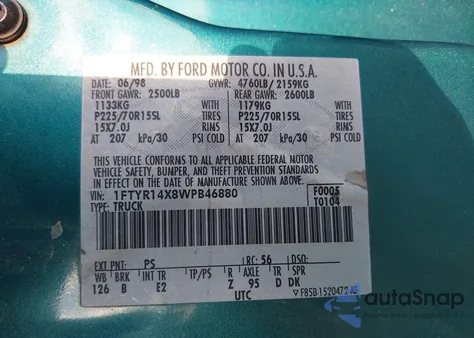 MFD. BY FORD MOTOR CO. IN U.S.A.
DATE: 06/98 GVWR: 4760LB/ 2159KG
FRONT GAWR: 2500LB REAR GAWR: 2600LB
1133KG WITH 1179KG WITH
P225/70R15SL TIRES P225/70R15SL TIRES
15X7.0J RIMS 15X7.0J RIMS
AT 207 kPa/30 PSI COLD AT 207 kPa/30 PSI COLD
THIS VEHICLE CONFORMS TO ALL APPLICABLE FEDERAL MOTOR
VEHICLE SAFETY, BUMPER, AND THEFT PREVENTION STANDARDS
IN EFFECT ON THE DATE OF MANUFACTURE SHOWN ABOVE.
VIN: 1FTYR14X8WPB46880 F0005
TYPE: TRUCK T0104
EXT PNT: PS RC: 56 DSO:
WB BRK INT TR TP/PS R AXLE TR SPR
126 B E2 Z 95 D DK
UTC
autoSnap